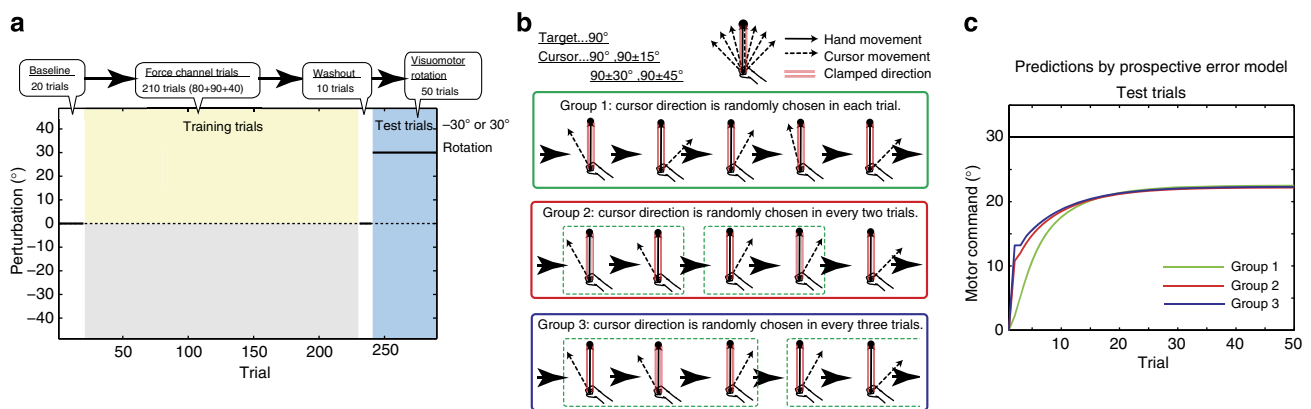 a
Baseline
20 trials
Force channel trials
210 trials (80+90+40)
Washout
10 trials
Visuomotor
rotation
50 trials
Training trials
Test trials
−30° or 30°
Rotation
Perturbation (°)
40
30
20
10
0
−10
−20
−30
−40
50
100
150
200
250
Trial
b
Target...90°
Cursor...90° ,90±15°
90±30° ,90±45°
Hand movement
Cursor movement
Clamped direction
Group 1: cursor direction is randomly chosen in each trial.
Group 2: cursor direction is randomly chosen in every two trials.
Group 3: cursor direction is randomly chosen in every three trials.
c
Predictions by prospective error model
Test trials
Motor command (°)
30
20
10
0
10
20
30
40
50
Trial
Group 1
Group 2
Group 3